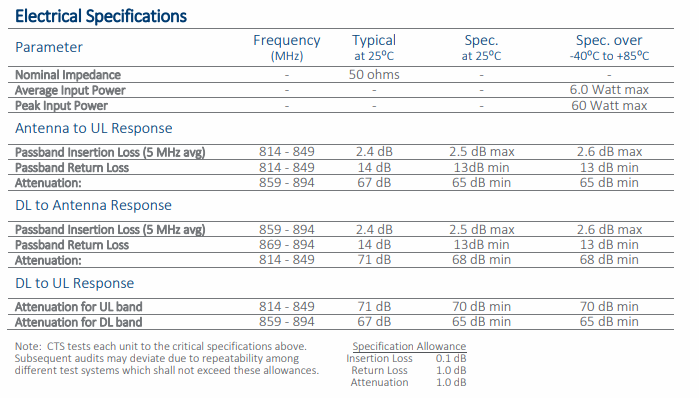 Electrical Specifications
Parameter Frequency (MHz) Typical at 25⁰C Spec. at 25⁰C Spec. over -40⁰C to +85⁰C
Nominal Impedance - 50 ohms - -
Average Input Power - - - 6.0 Watt max
Peak Input Power - - - 60 Watt max
Antenna to UL Response
Passband Insertion Loss (5 MHz avg) 814 - 849 2.4 dB 2.5 dB max 2.6 dB max
Passband Return Loss 814 - 849 14 dB 13dB min 13 dB min
Attenuation: 859 - 894 67 dB 65 dB min 65 dB min
DL to Antenna Response
Passband Insertion Loss (5 MHz avg) 859 - 894 2.4 dB 2.5 dB max 2.6 dB max
Passband Return Loss 869 - 894 14 dB 13dB min 13 dB min
Attenuation: 814 - 849 71 dB 68 dB min 68 dB min
DL to UL Response
Attenuation for UL band 814 - 849 71 dB 70 dB min 70 dB min
Attenuation for DL band 859 - 894 67 dB 65 dB min 65 dB min
Note: CTS tests each unit to the critical specifications above.
Subsequent audits may deviate due to repeatability among
different test systems which shall not exceed these allowances.
Specification Allowance
Insertion Loss 0.1 dB
Return Loss 1.0 dB
Attenuation 1.0 dB